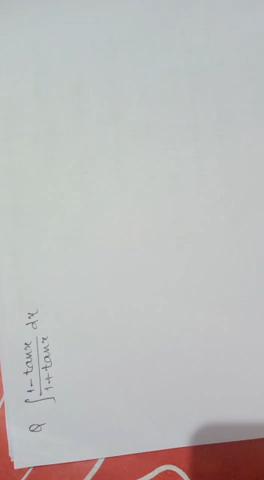 Q ∫ 1 - tanx / 1 + tanx dx